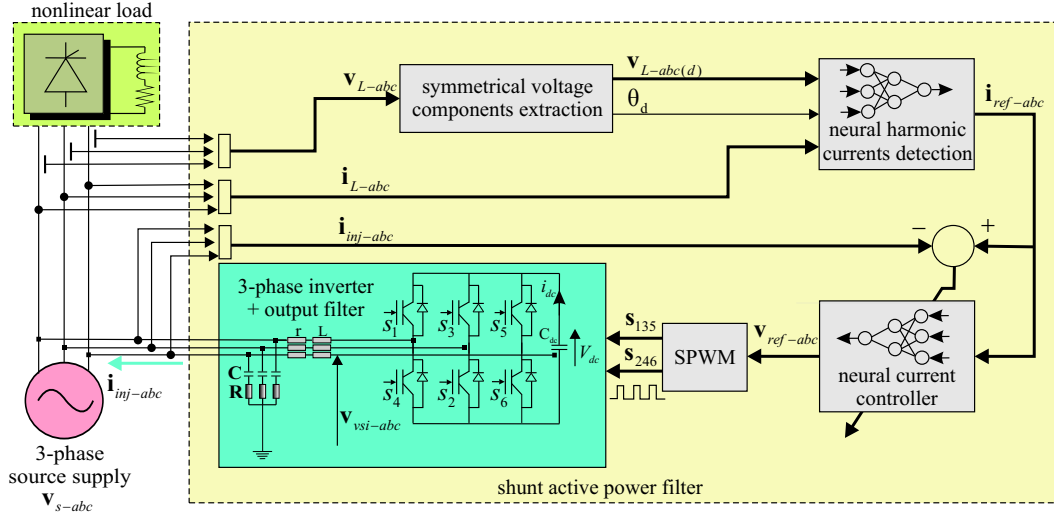 nonlinear load
v_{L-abc}
symmetrical voltage
components extraction
v_{L-abc(d)}
θ_d
neural harmonic
currents detection
i_{ref-abc}
i_{L-abc}
i_{inj-abc}
−
+
3-phase inverter
+ output filter
r
L
C
R
v_{vsi-abc}
s_1
s_3
s_5
s_4
s_2
s_6
i_{dc}
C_{dc}
V_{dc}
s_{135}
s_{246}
SPWM
v_{ref-abc}
neural current
controller
i_{inj-abc}
3-phase
source supply
v_{s-abc}
shunt active power filter